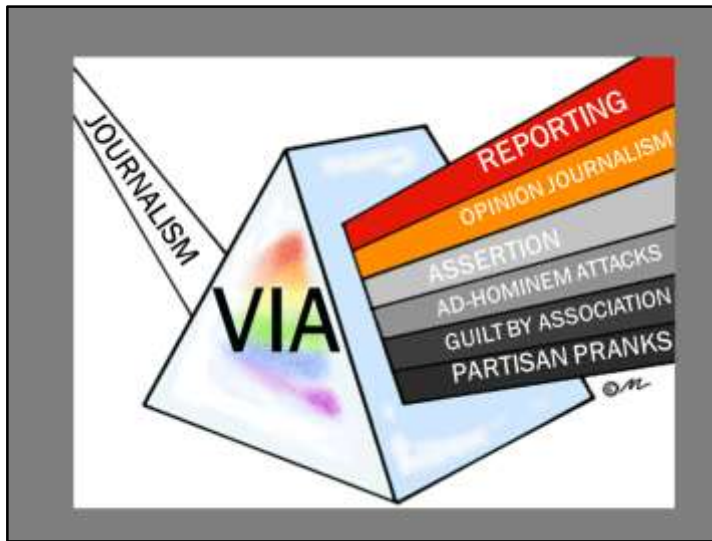 JOURNALISM
VIA
REPORTING
OPINION JOURNALISM
ASSERTION
AD-HOMINEM ATTACKS
GUILT BY ASSOCIATION
PARTISAN PRANKS